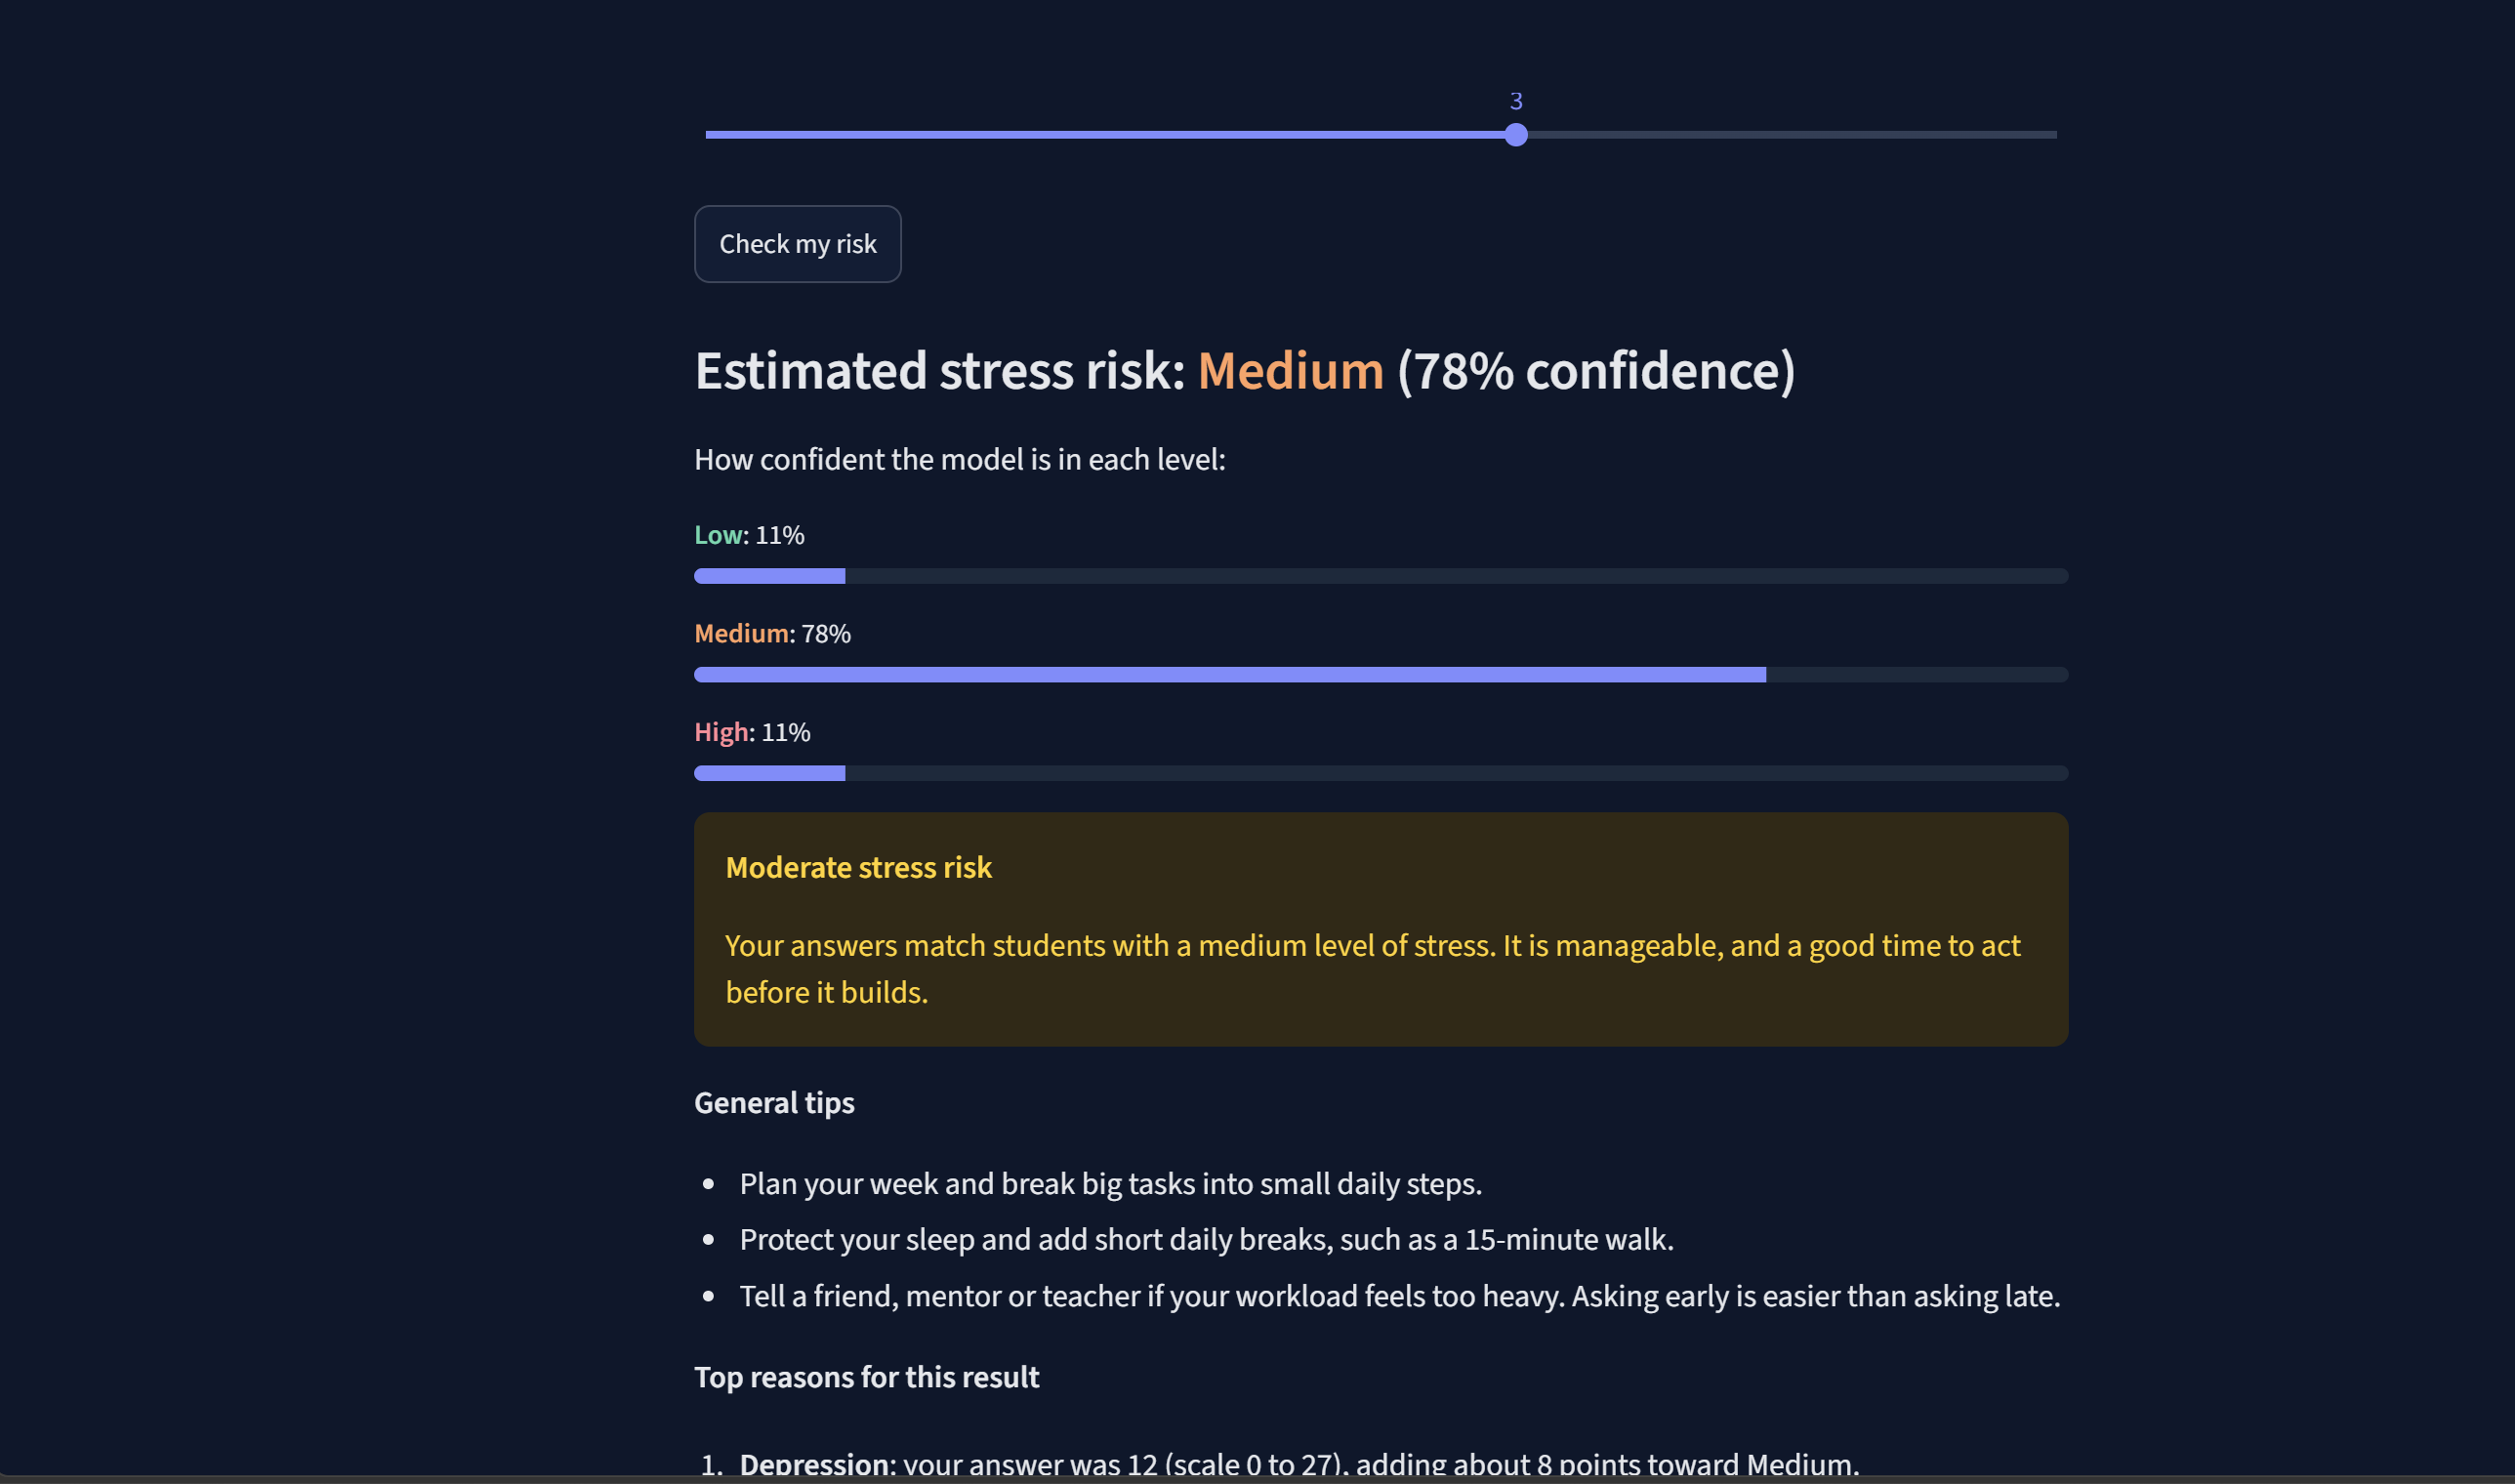 3
Check my risk
Estimated stress risk: Medium (78% confidence)
How confident the model is in each level:
Low: 11%
Medium: 78%
High: 11%
Moderate stress risk
Your answers match students with a medium level of stress. It is manageable, and a good time to act
before it builds.
General tips
Plan your week and break big tasks into small daily steps.
Protect your sleep and add short daily breaks, such as a 15-minute walk.
Tell a friend, mentor or teacher if your workload feels too heavy. Asking early is easier than asking late.
Top reasons for this result
1. Depression: your answer was 12 (scale 0 to 27), adding about 8 points toward Medium.